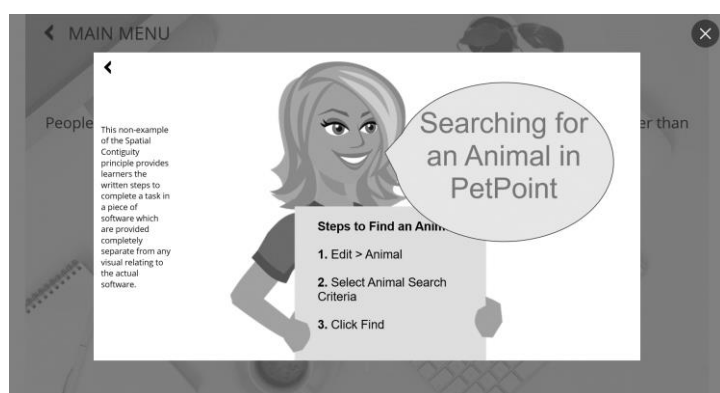 MAIN MENU
People
er than
This non-example
of the Spatial
Contiguity
principle provides
learners the
written steps to
complete a task in
a piece of
software which
are provided
completely
separate from any
visual relating to
the actual
software.
Searching for
an Animal in
PetPoint
Steps to Find an
1. Edit > Animal
2. Select Animal Search
Criteria
3. Click Find